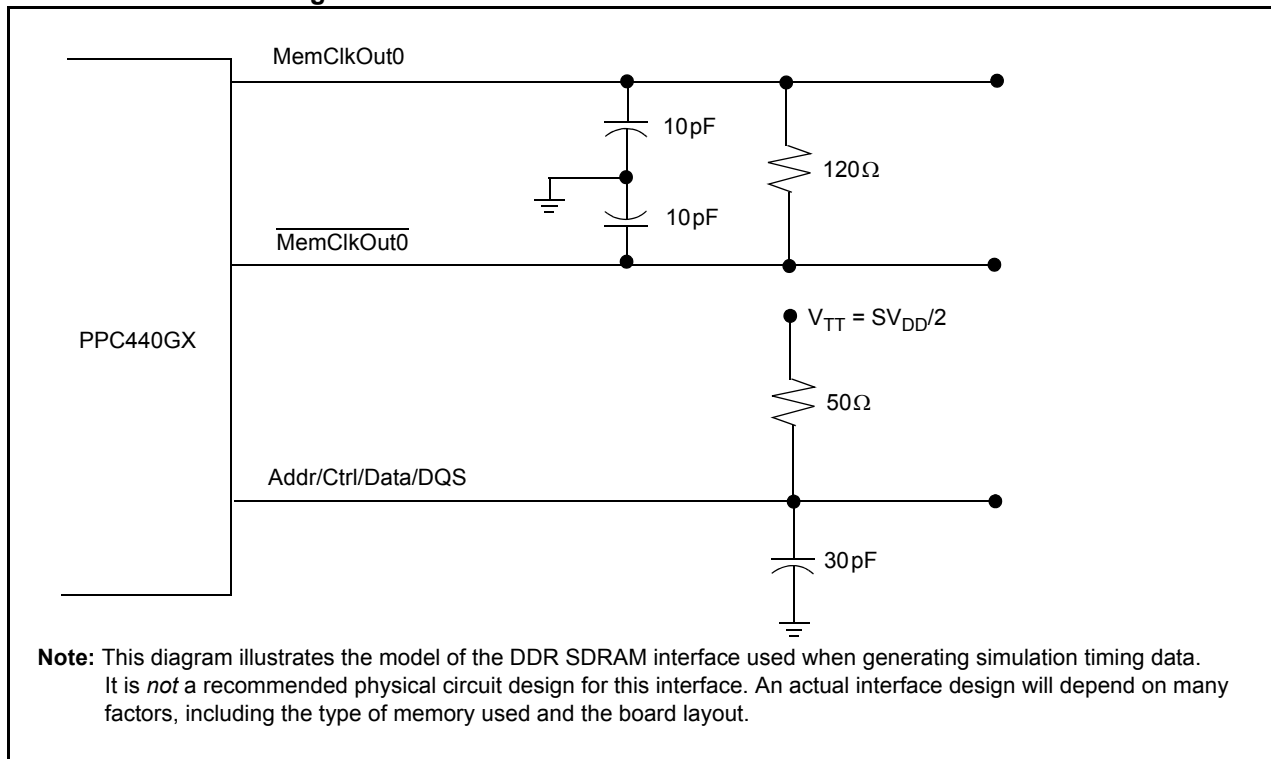 MemClkOut0
10pF
120Ω
10pF
MemClkOut0
V_TT = SV_DD/2
PPC440GX
50Ω
Addr/Ctrl/Data/DQS
30pF
Note: This diagram illustrates the model of the DDR SDRAM interface used when generating simulation timing data.
It is not a recommended physical circuit design for this interface. An actual interface design will depend on many
factors, including the type of memory used and the board layout.